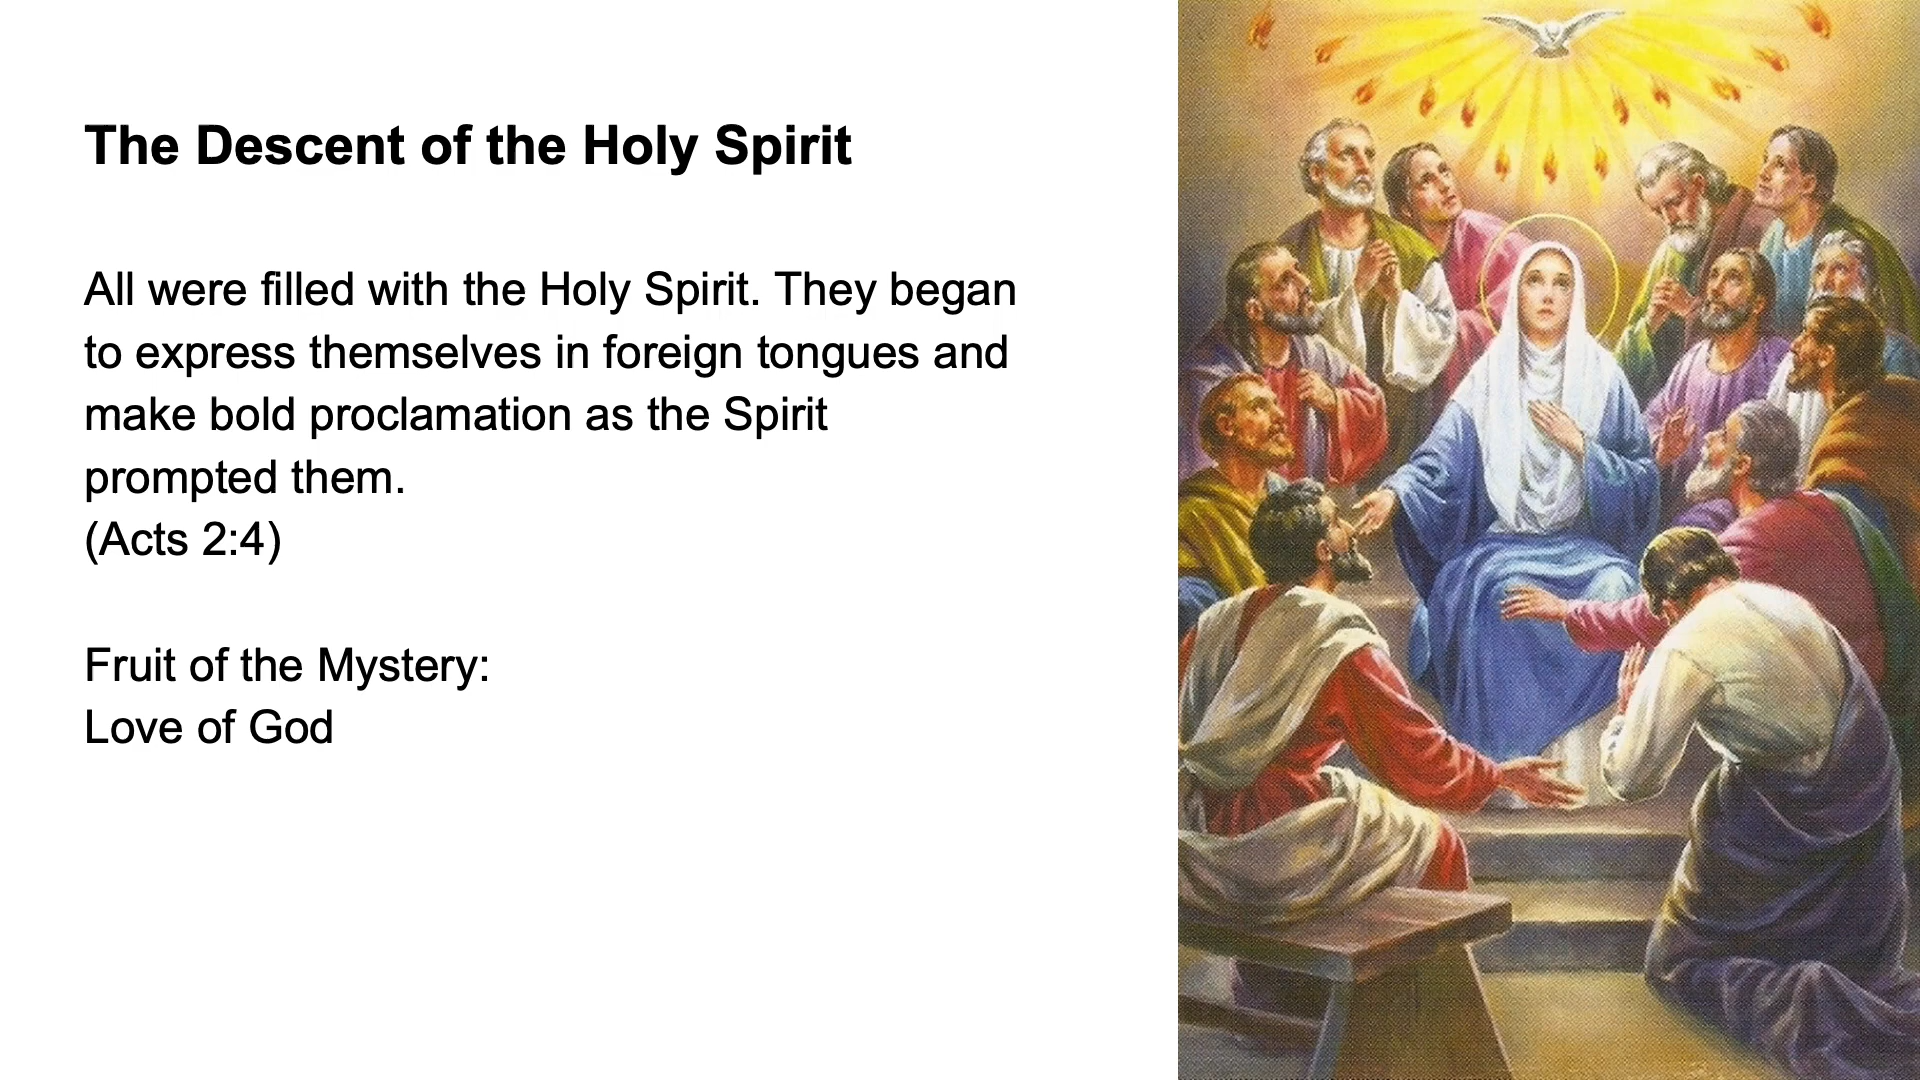 The Descent of the Holy Spirit
All were filled with the Holy Spirit. They began
to express themselves in foreign tongues and
make bold proclamation as the Spirit
prompted them.
(Acts 2:4)
Fruit of the Mystery:
Love of God